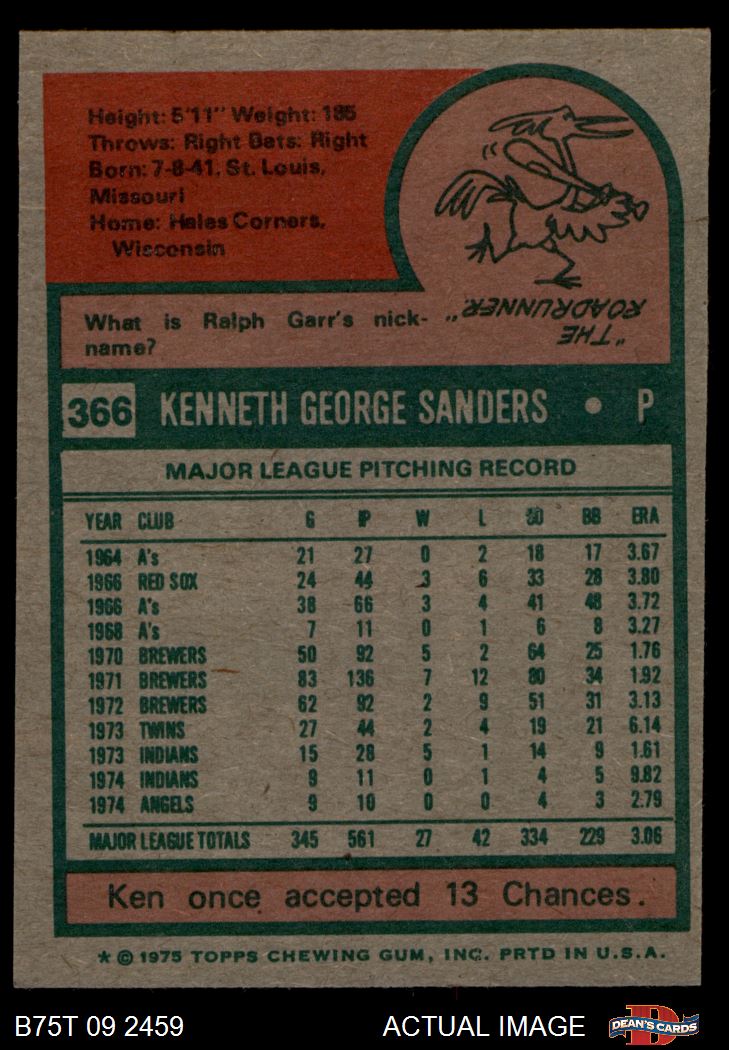 Height: 5'11" Weight: 185
Throws: Right Bats: Right
Born: 7-8-41, St. Louis,
Missouri
Home: Hales Corners,
Wisconsin
What is Ralph Garr's nick-
name?
"THE
ROADRUNNER."
366 KENNETH GEORGE SANDERS • P
MAJOR LEAGUE PITCHING RECORD
YEAR CLUB G IP W L SO BB ERA
1964 A's 21 27 0 2 18 17 3.67
1966 RED SOX 24 44 3 6 33 28 3.80
1966 A's 38 66 3 4 41 48 3.72
1968 A's 7 11 0 1 6 8 3.27
1970 BREWERS 50 92 5 2 64 25 1.76
1971 BREWERS 83 136 7 12 80 34 1.92
1972 BREWERS 62 92 2 9 51 31 3.13
1973 TWINS 27 44 2 4 19 21 6.14
1973 INDIANS 15 28 5 1 14 9 1.61
1974 INDIANS 9 11 0 1 4 5 9.82
1974 ANGELS 9 10 0 0 4 3 2.79
MAJOR LEAGUE TOTALS 345 561 27 42 334 229 3.06
Ken once accepted 13 Chances.
* © 1975 TOPPS CHEWING GUM, INC. PRTD IN U.S.A.
B75T 09 2459 ACTUAL IMAGE D DEAN'S CARDS